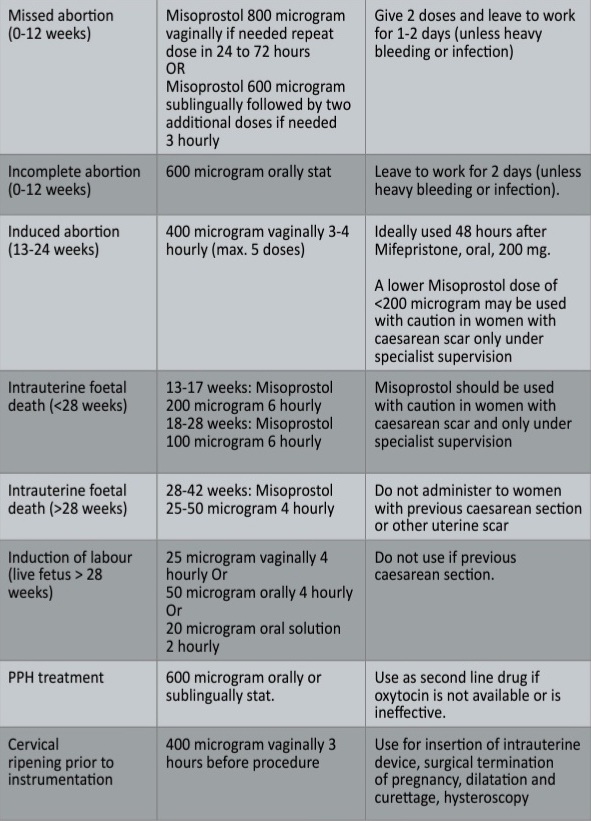 Missed abortion
(0-12 weeks)
Misoprostol 800 microgram
vaginally if needed repeat
dose in 24 to 72 hours
OR
Misoprostol 600 microgram
sublingually followed by two
additional doses if needed
3 hourly
Give 2 doses and leave to work
for 1-2 days (unless heavy
bleeding or infection)
Incomplete abortion
(0-12 weeks)
600 microgram orally stat
Leave to work for 2 days (unless
heavy bleeding or infection).
Induced abortion
(13-24 weeks)
400 microgram vaginally 3-4
hourly (max. 5 doses)
Ideally used 48 hours after
Mifepristone, oral, 200 mg.
A lower Misoprostol dose of
<200 microgram may be used
with caution in women with
caesarean scar only under
specialist supervision
Intrauterine foetal
death (<28 weeks)
13-17 weeks: Misoprostol
200 microgram 6 hourly
18-28 weeks: Misoprostol
100 microgram 6 hourly
Misoprostol should be used
with caution in women with
caesarean scar and only under
specialist supervision
Intrauterine foetal
death (>28 weeks)
28-42 weeks: Misoprostol
25-50 microgram 4 hourly
Do not administer to women
with previous caesarean section
or other uterine scar
Induction of labour
(live fetus > 28
weeks)
25 microgram vaginally 4
hourly Or
50 microgram orally 4 hourly
Or
20 microgram oral solution
2 hourly
Do not use if previous
caesarean section.
PPH treatment
600 microgram orally or
sublingually stat.
Use as second line drug if
oxytocin is not available or is
ineffective.
Cervical
ripening prior to
instrumentation
400 microgram vaginally 3
hours before procedure
Use for insertion of intrauterine
device, surgical termination
of pregnancy, dilatation and
curettage, hysteroscopy